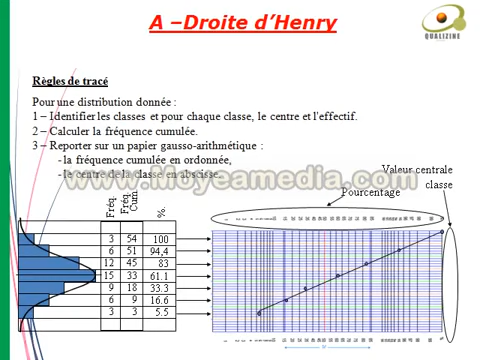 A –Droite d’Henry
QUALIZINE
Règles de tracé
Pour une distribution donnée :
1 – Identifier les classes et pour chaque classe, le centre et l'effectif.
2 – Calculer la fréquence cumulée.
3 – Reporter sur un papier gausso-arithmétique :
- la fréquence cumulée en ordonnée,
- le centre de la classe en abscisse.
www.Moyeamedia.com
Valeur centrale
classe
Pourcentage
Fréq. Fréq. Cum %.
3 54 100
6 51 94,4
12 45 83
15 33 61.1
9 18 33.3
6 9 16.6
3 3 5.5